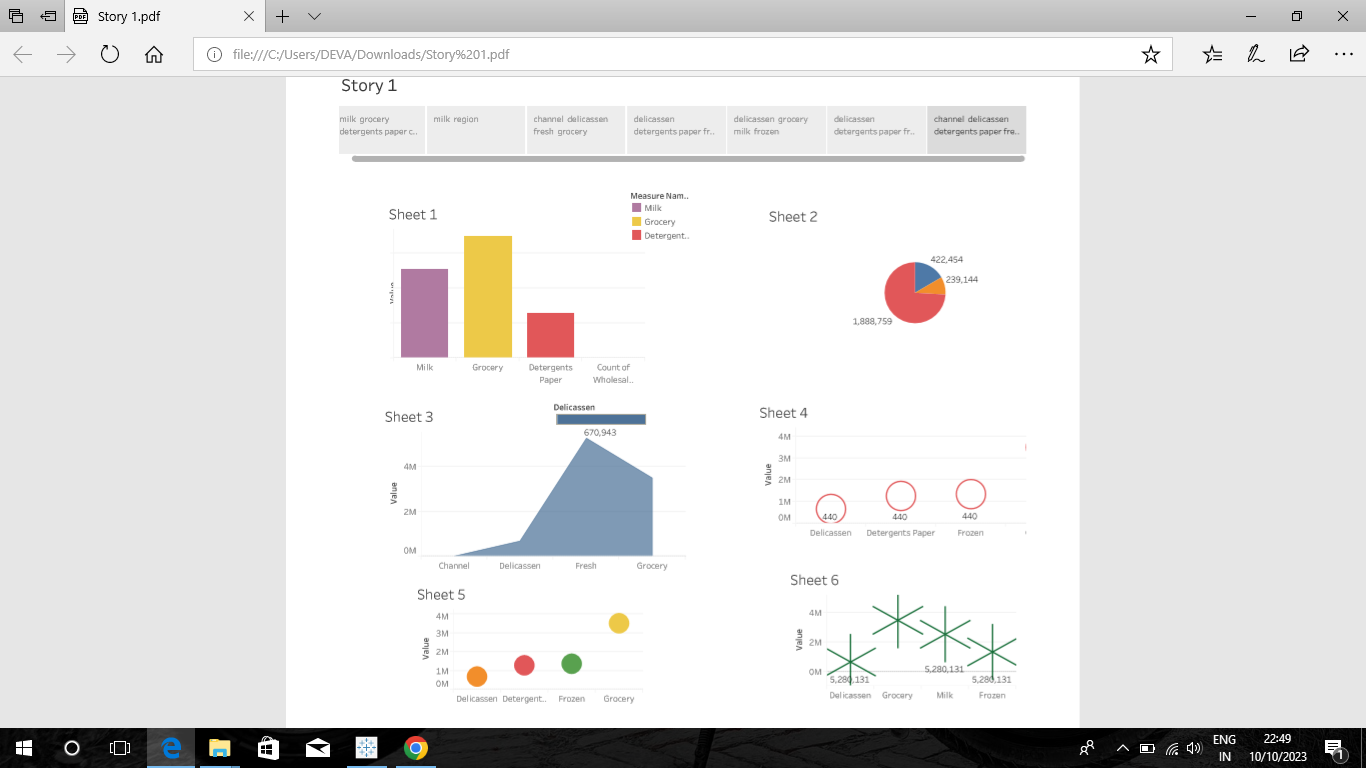 Story 1.pdf
file:///C:/Users/DEVA/Downloads/Story%201.pdf
Story 1
milk grocery
detergents paper c..
milk region
channel delicassen
fresh grocery
delicassen
detergents paper fr..
delicassen grocery
milk frozen
delicassen
detergents paper fr..
channel delicassen
detergents paper fre..
Sheet 1
Measure Nam..
Milk
Grocery
Detergent..
Value
Milk
Grocery
Detergents
Paper
Count of
Wholesal..
Sheet 2
422,454
239,144
1,888,759
Sheet 3
Delicassen
670,943
4M
2M
0M
Value
Channel
Delicassen
Fresh
Grocery
Sheet 4
4M
3M
2M
1M
0M
Value
440
440
440
Delicassen
Detergents Paper
Frozen
Sheet 5
4M
3M
2M
1M
0M
Value
Delicassen
Detergent..
Frozen
Grocery
Sheet 6
4M
2M
0M
Value
5,280,131
5,280,131
5,280,131
Delicassen
Grocery
Milk
Frozen
ENG
IN
22:49
10/10/2023
1